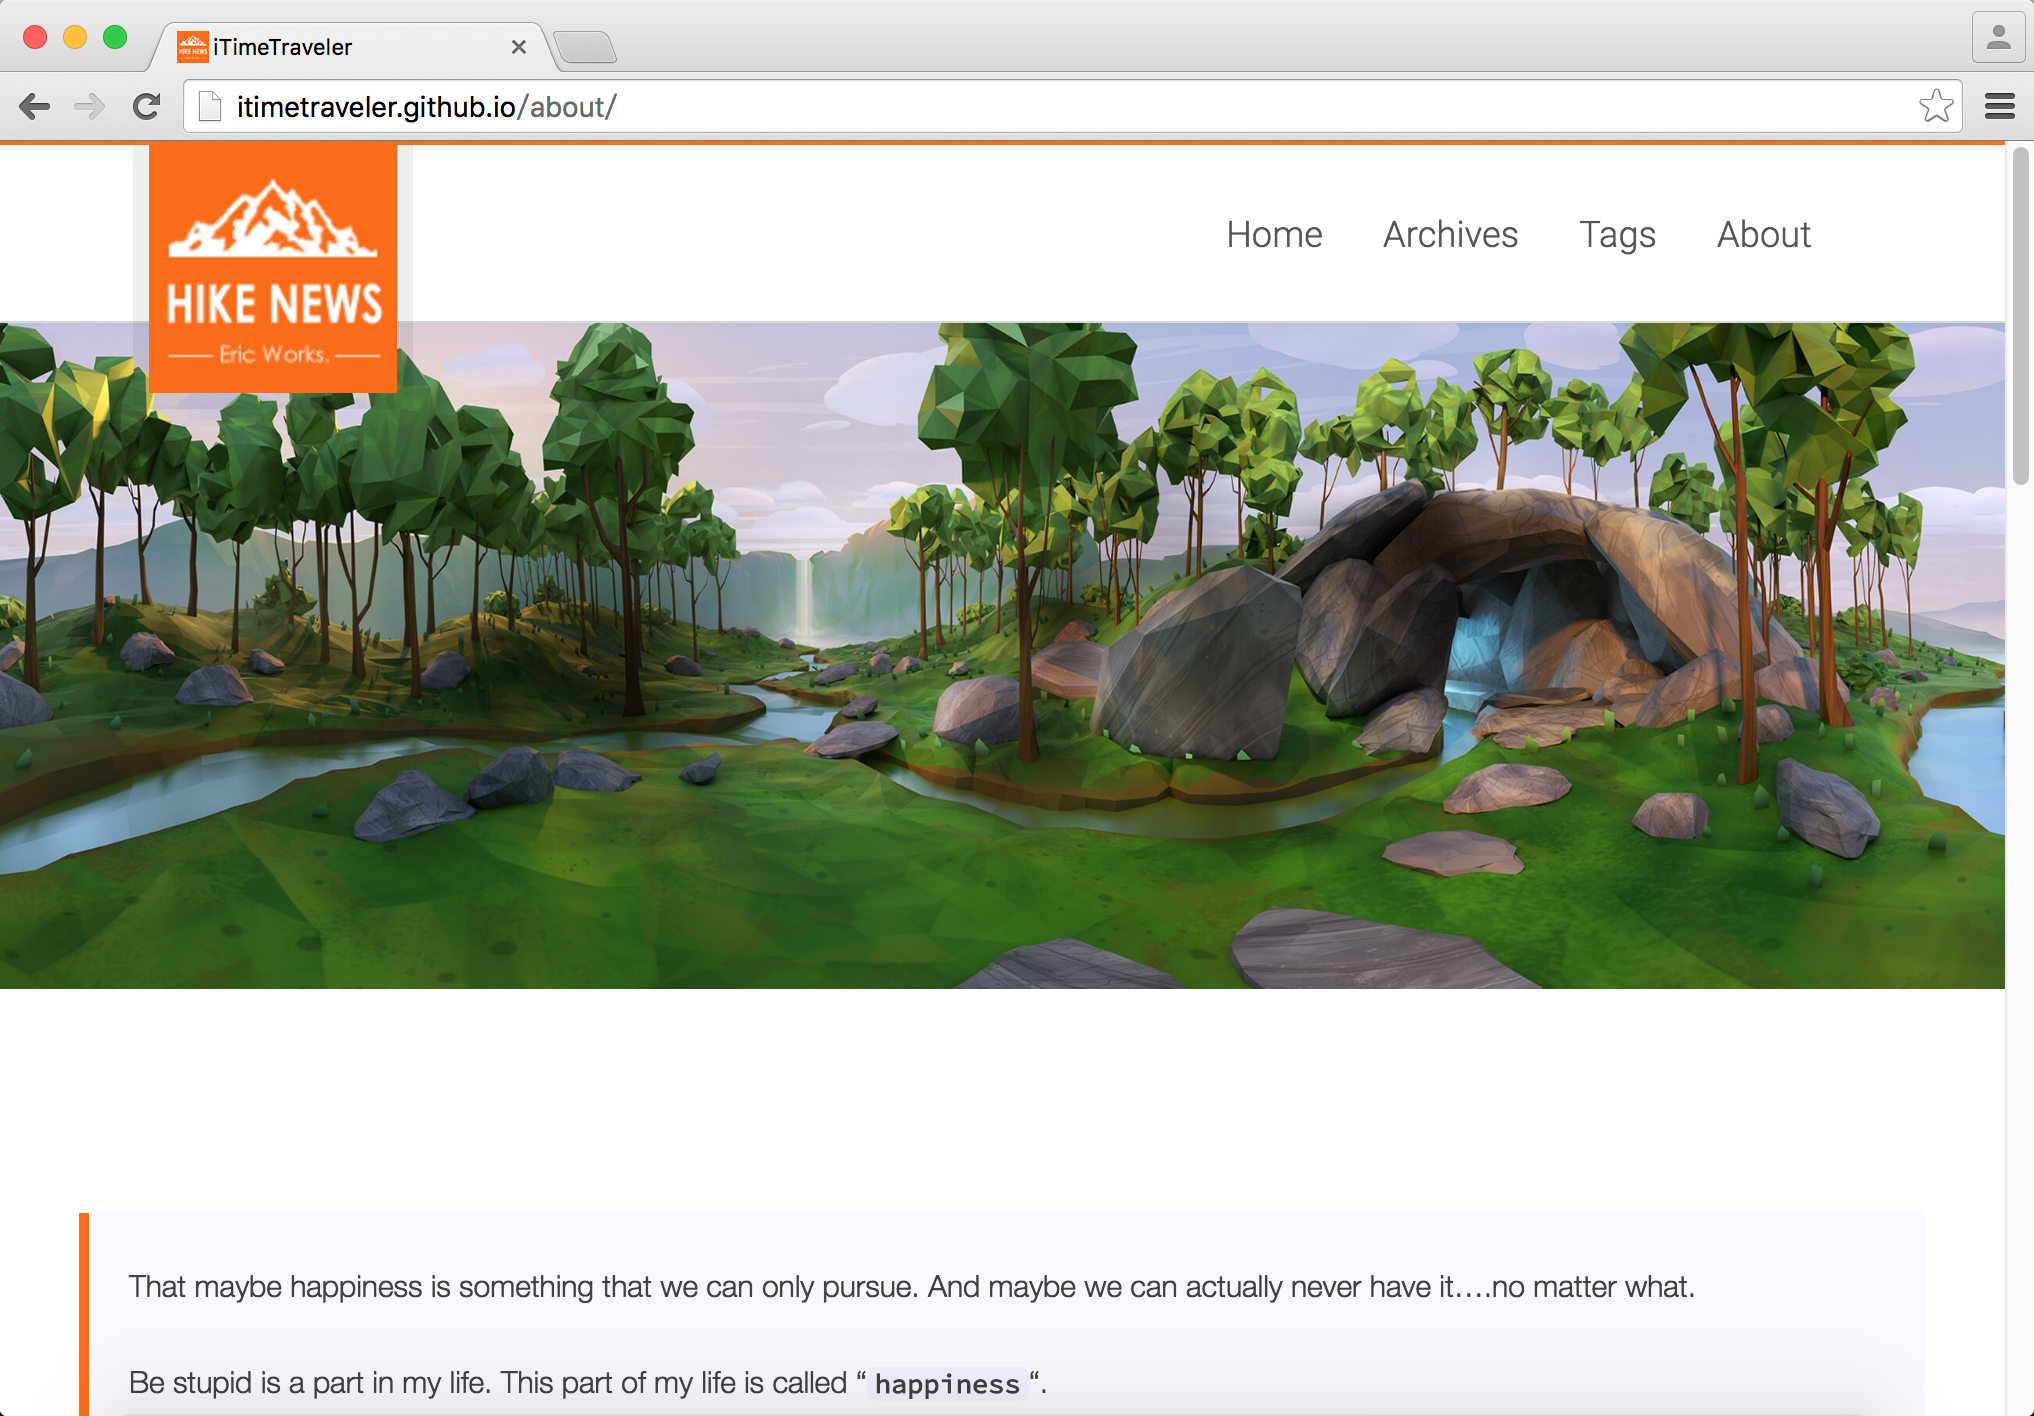 iTimeTraveler
itimetraveler.github.io/about/
HIKE NEWS
Eric Works.
Home Archives Tags About
That maybe happiness is something that we can only pursue. And maybe we can actually never have it….no matter what.
Be stupid is a part in my life. This part of my life is called “ happiness “.